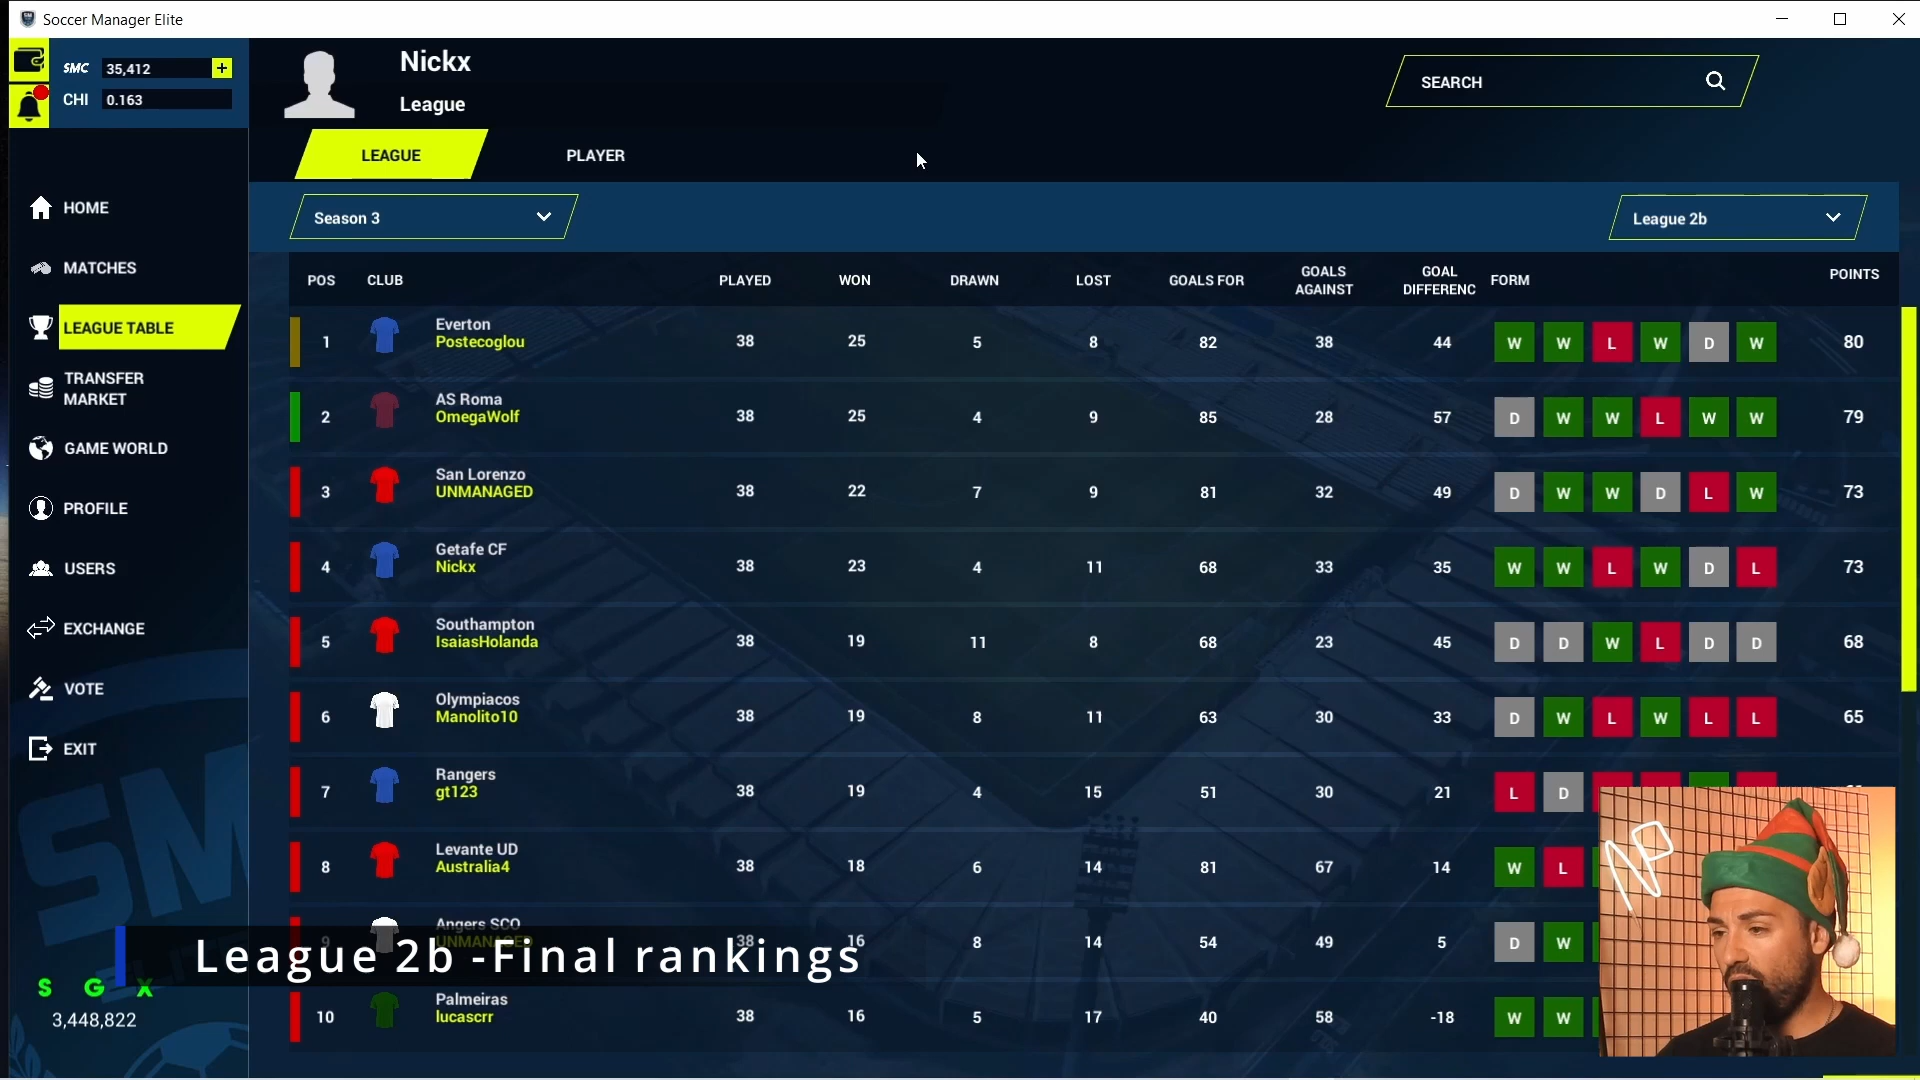 Soccer Manager Elite
SMC 35,412 +
CHI 0.163
Nickx
League
SEARCH
LEAGUE PLAYER
Season 3 League 2b
HOME
MATCHES
LEAGUE TABLE
TRANSFER
MARKET
GAME WORLD
PROFILE
USERS
EXCHANGE
VOTE
EXIT
S G X
3,448,822
POS CLUB PLAYED WON DRAWN LOST GOALS FOR GOALS AGAINST GOAL DIFFERENC FORM POINTS
1 Everton 38 25 5 8 82 38 44 W W L W D W 80
Postecoglou
2 AS Roma 38 25 4 9 85 28 57 D W W L W W 79
OmegaWolf
3 San Lorenzo 38 22 7 9 81 32 49 D W W D L W 73
UNMANAGED
4 Getafe CF 38 23 4 11 68 33 35 W W L W D L 73
Nickx
5 Southampton 38 19 11 8 68 23 45 D D W L D D 68
IsaiasHolanda
6 Olympiacos 38 19 8 11 63 30 33 D W L W L L 65
Manolito10
7 Rangers 38 19 4 15 51 30 21 L D
gt123
8 Levante UD 38 18 6 14 81 67 14 W L
Australia4
9 Angers SCO 38 16 8 14 54 49 5 D W
UNMANAGED
League 2b -Final rankings
10 Palmeiras 38 16 5 17 40 58 -18 W W
lucascrr
NP